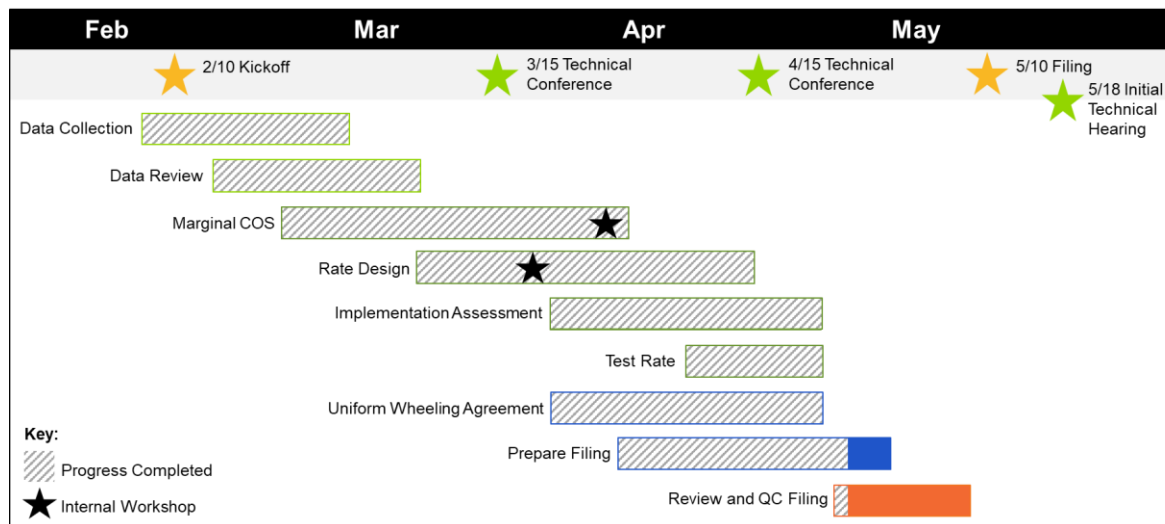 Feb Mar Apr May
2/10 Kickoff
3/15 Technical
Conference
4/15 Technical
Conference
5/10 Filing
5/18 Initial
Technical
Hearing
Data Collection
Data Review
Marginal COS
Rate Design
Implementation Assessment
Test Rate
Uniform Wheeling Agreement
Prepare Filing
Review and QC Filing
Key:
Progress Completed
Internal Workshop